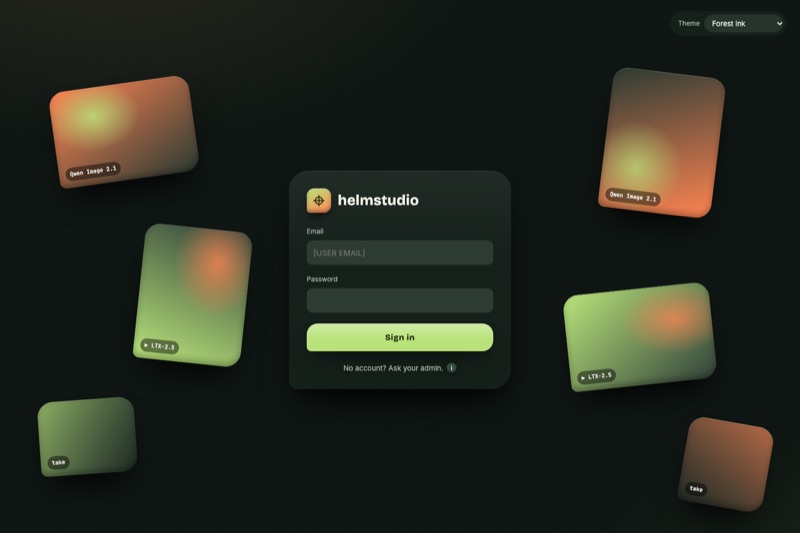 Theme Forest Ink
Qwen Image 2.1
Qwen Image 2.1
helmstudio
Email
[USER EMAIL]
Password
Sign in
No account? Ask your admin. i
▶ LTX-2.5
▶ LTX-2.5
take
take